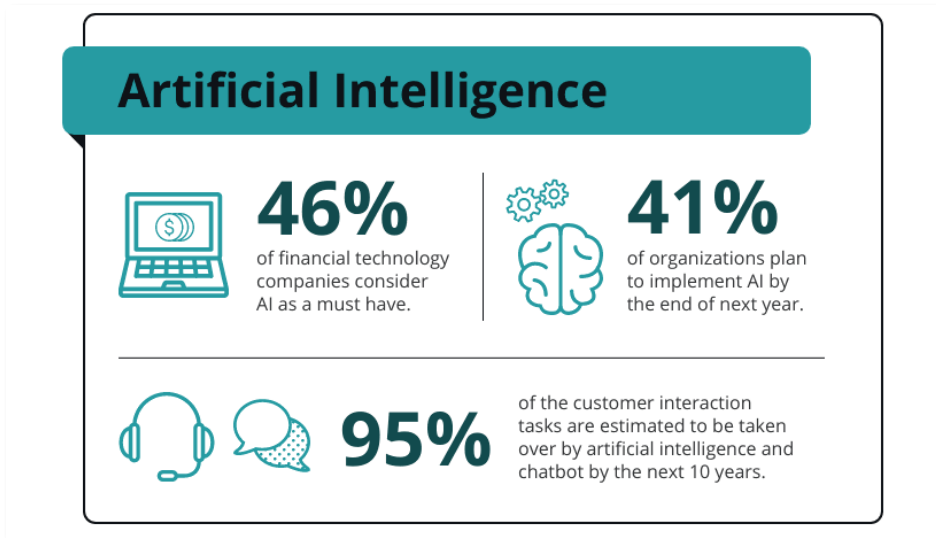 Artificial Intelligence
46%
of financial technology
companies consider
AI as a must have.
41%
of organizations plan
to implement AI by
the end of next year.
95%
of the customer interaction
tasks are estimated to be taken
over by artificial intelligence and
chatbot by the next 10 years.